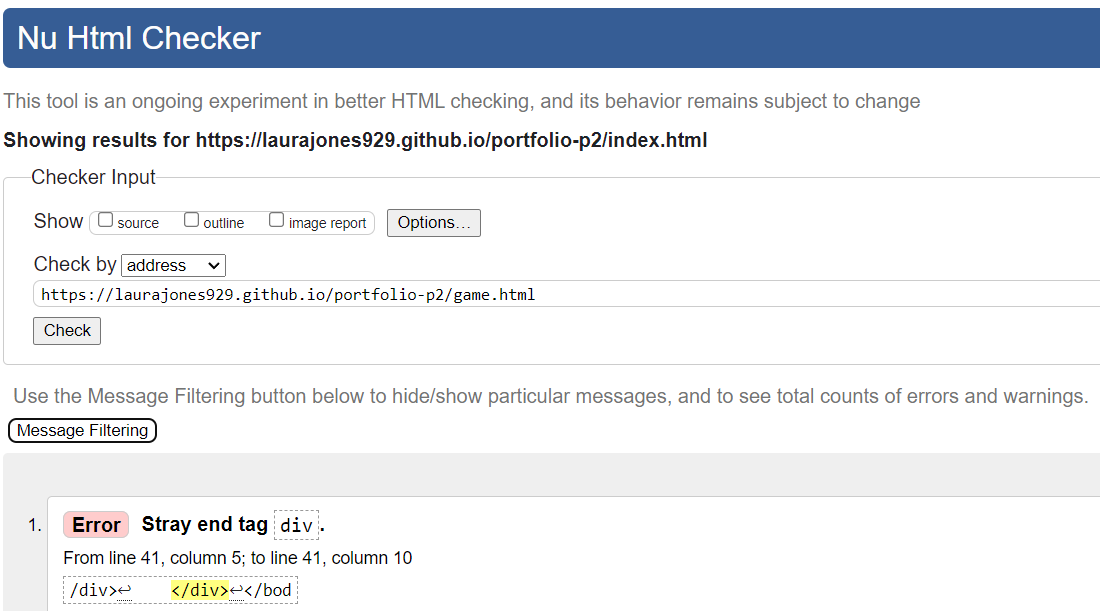 Nu Html Checker
This tool is an ongoing experiment in better HTML checking, and its behavior remains subject to change
Showing results for https://laurajones929.github.io/portfolio-p2/index.html
Checker Input
Show source outline image report Options...
Check by address
https://laurajones929.github.io/portfolio-p2/game.html
Check
Use the Message Filtering button below to hide/show particular messages, and to see total counts of errors and warnings.
Message Filtering
1. Error Stray end tag div.
From line 41, column 5; to line 41, column 10
/div>↩    </div>↩</bod